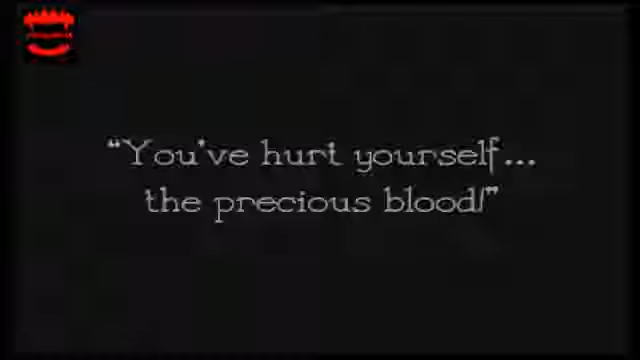 “You've hurt yourself...
the precious blood!”